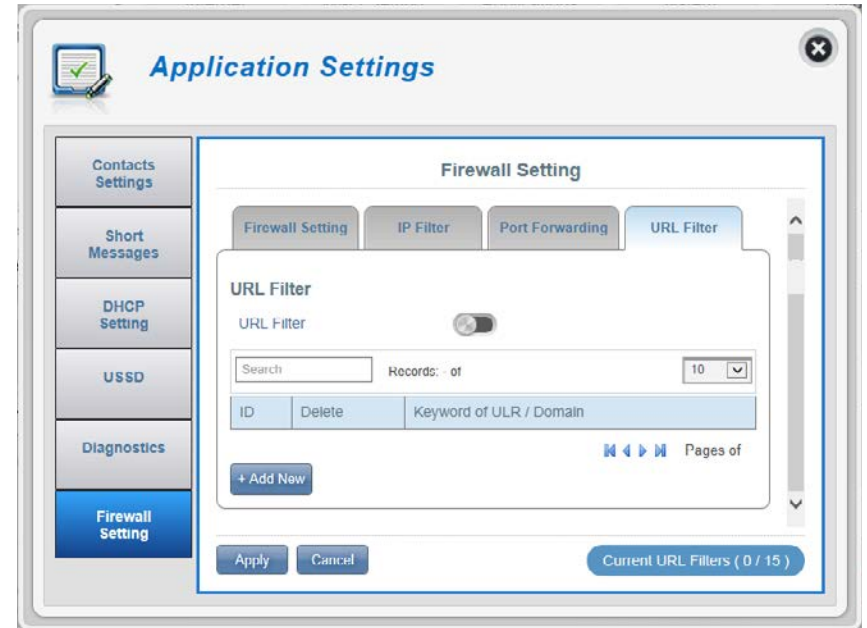 Application Settings
Contacts
Settings
Short
Messages
DHCP
Setting
USSD
Diagnostics
Firewall
Setting
Firewall Setting
Firewall Setting
IP Filter
Port Forwarding
URL Filter
URL Filter
URL Filter
Search
Records: - of
10
ID
Delete
Keyword of ULR / Domain
Pages of
+ Add New
Apply
Cancel
Current URL Filters ( 0 / 15 )